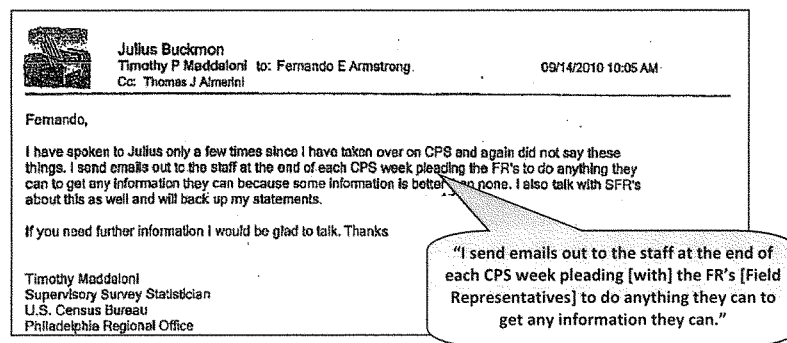 Julius Buckmon
Timothy P Maddaloni to: Fernando E Armstrong 09/14/2010 10:05 AM
Cc: Thomas J Almerini
Fernando,
I have spoken to Julius only a few times since I have taken over on CPS and again did not say these
things. I send emails out to the staff at the end of each CPS week pleading the FR's to do anything they
can to get any information they can because some information is better than none. I also talk with SFR's
about this as well and will back up my statements.
If you need further information I would be glad to talk. Thanks
Timothy Maddaloni
Supervisory Survey Statistician
U.S. Census Bureau
Philadelphia Regional Office
"I send emails out to the staff at the end of
each CPS week pleading [with] the FR's [Field
Representatives] to do anything they can to
get any information they can."